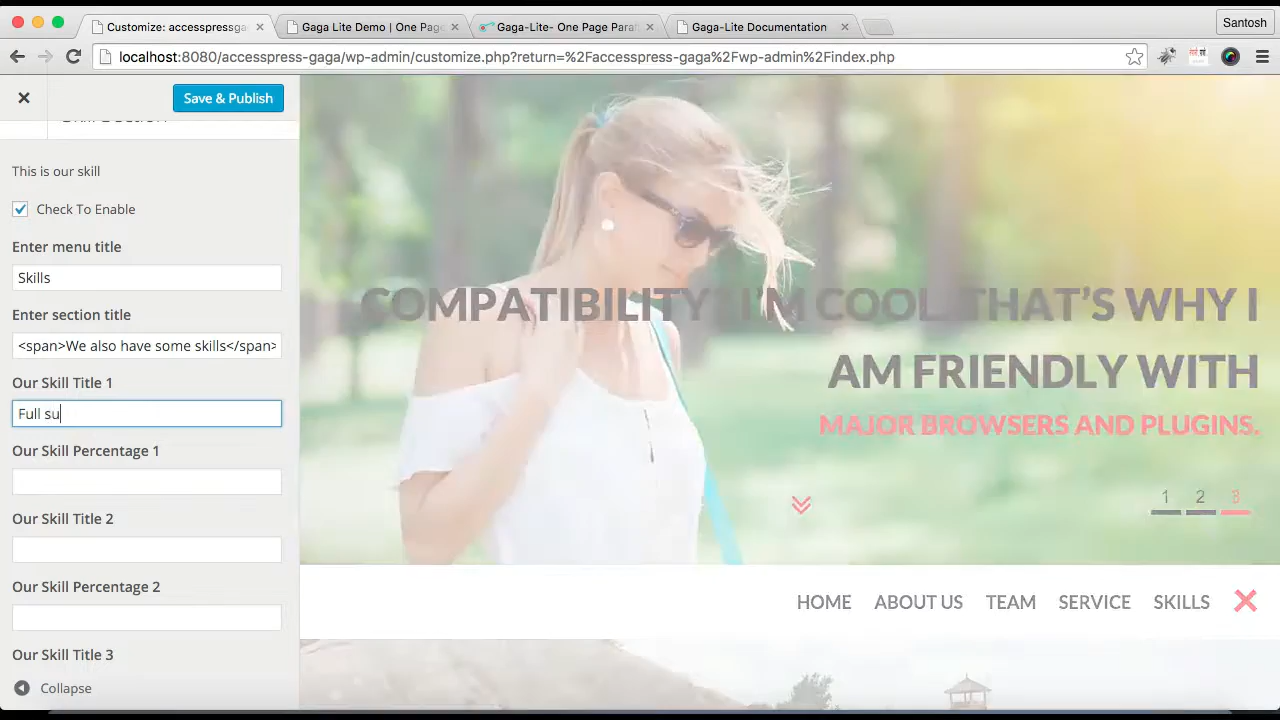 Customize: accesspressga
Gaga Lite Demo | One Page
Gaga-Lite- One Page Para
Gaga-Lite Documentation
Santosh
localhost:8080/accesspress-gaga/wp-admin/customize.php?return=%2Faccesspress-gaga%2Fwp-admin%2Findex.php
Save & Publish
This is our skill
Check To Enable
Enter menu title
Skills
Enter section title
<span>We also have some skills</span>
Our Skill Title 1
Full su
Our Skill Percentage 1
Our Skill Title 2
Our Skill Percentage 2
Our Skill Title 3
Collapse
COMPATIBILITY! I'M COOL THAT'S WHY I
AM FRIENDLY WITH
MAJOR BROWSERS AND PLUGINS.
1 2 3
HOME ABOUT US TEAM SERVICE SKILLS